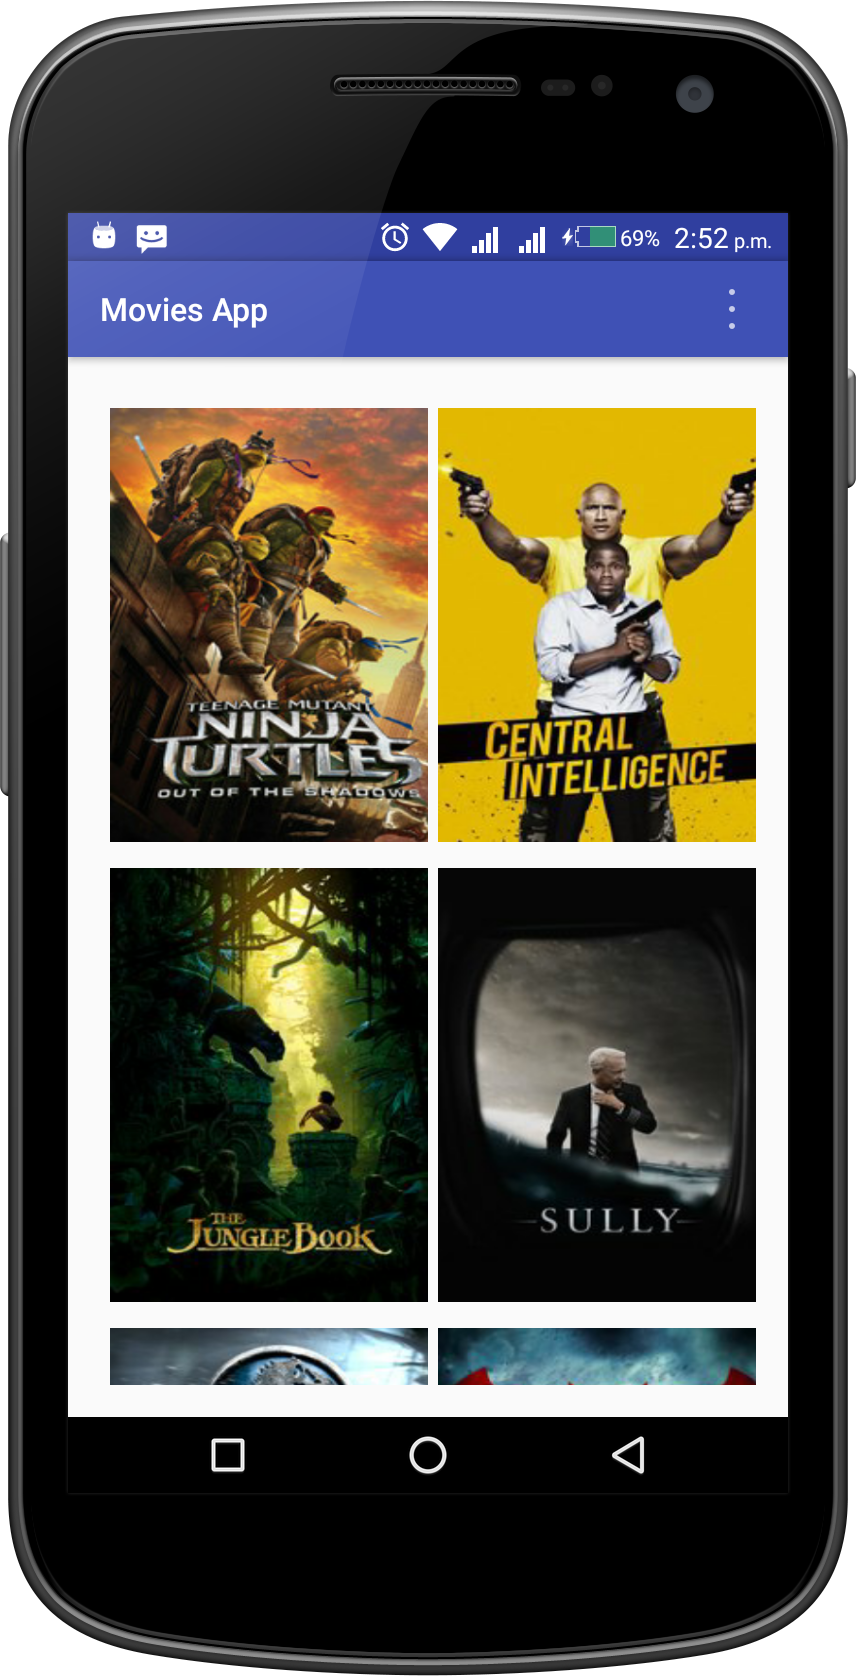 69% 2:52 p.m.
Movies App
TEENAGE MUTANT
NINJA
TURTLES
OUT OF THE SHADOWS
CENTRAL
INTELLIGENCE
THE
JUNGLE BOOK
SULLY